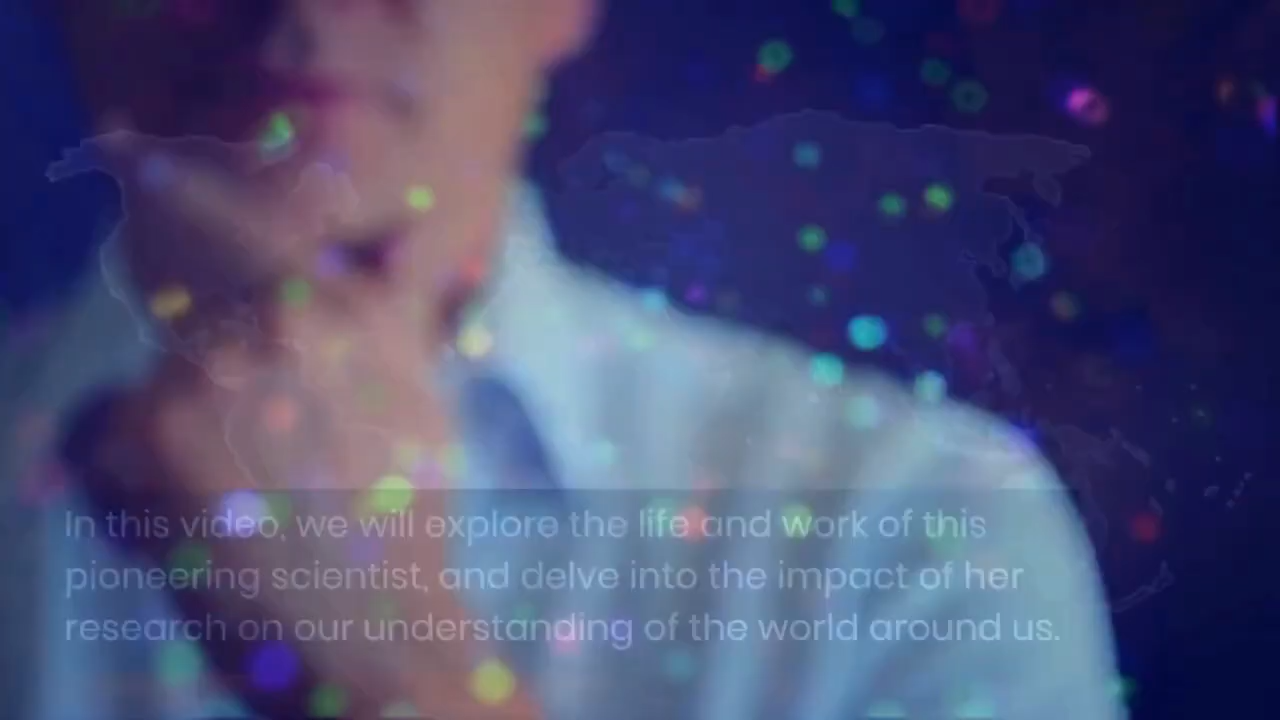 In this video, we will explore the life and work of this
pioneering scientist, and delve into the impact of her
research on our understanding of the world around us.